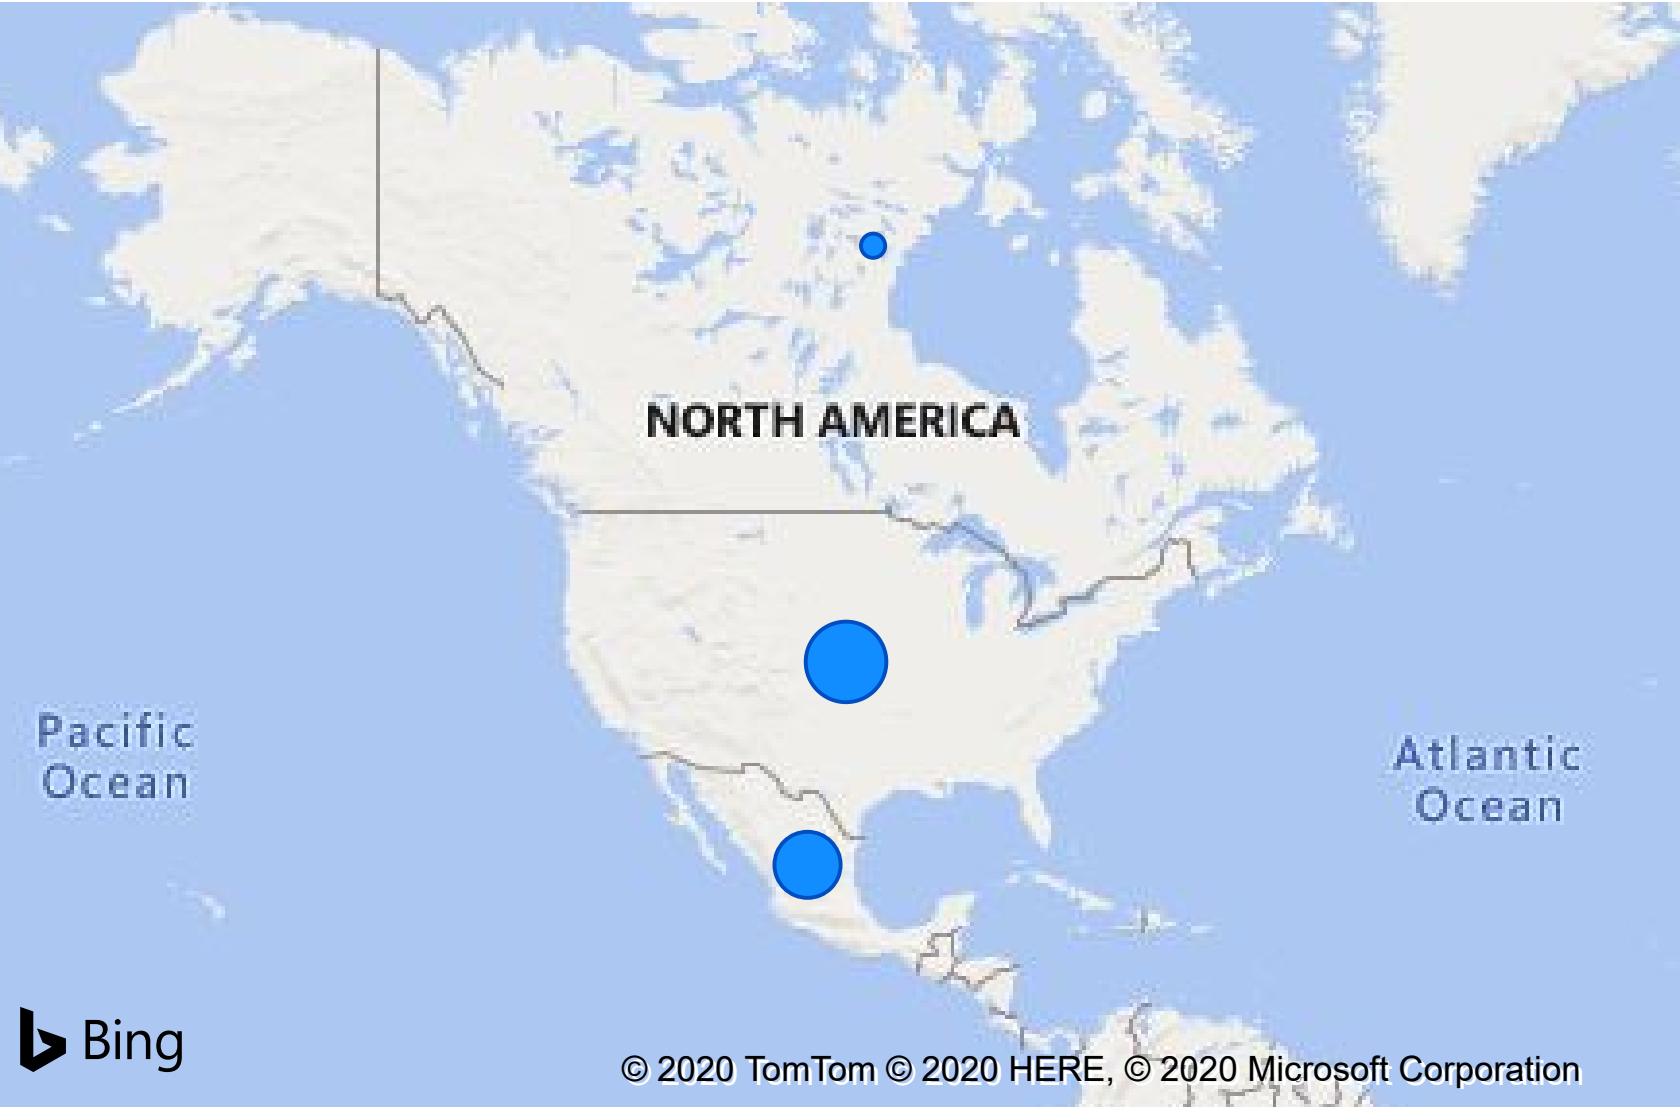 NORTH AMERICA
Pacific
Ocean
Atlantic
Ocean
Bing
© 2020 TomTom © 2020 HERE, © 2020 Microsoft Corporation